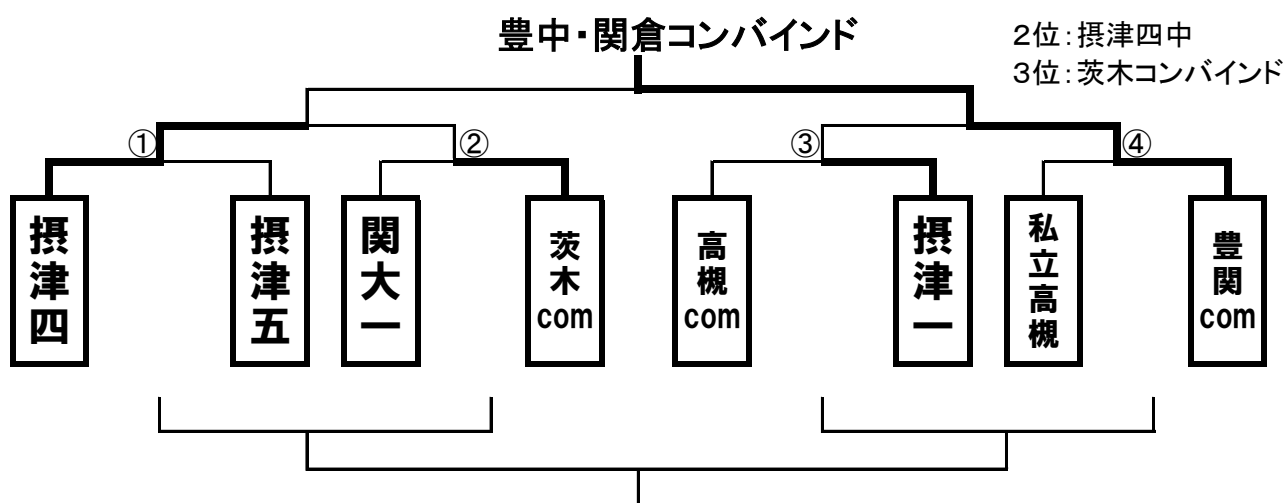 豊中・関倉コンバインド
2位:摂津四中
3位:茨木コンバインド
① ② ③ ④
摂津四
摂津五
関大一
茨木com
高槻com
摂津一
私立高槻
豊関com